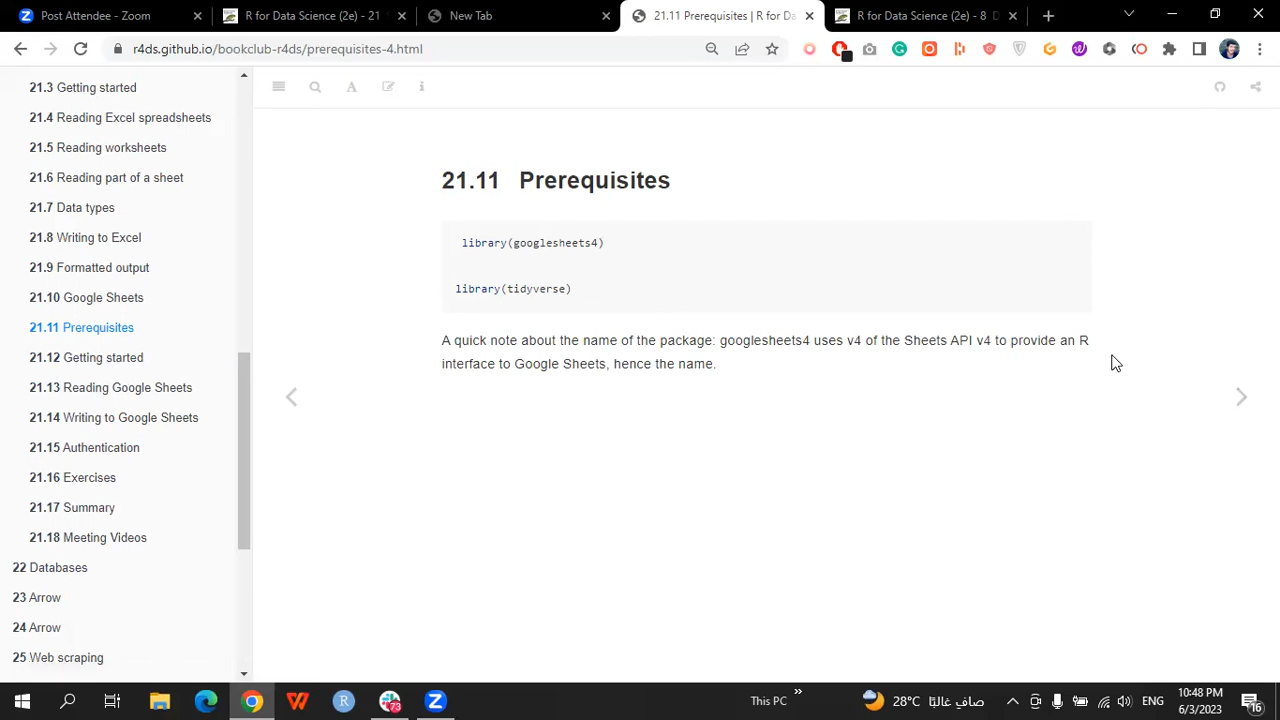 Post Attendee - Zoom
R for Data Science (2e) - 21
New Tab
21.11 Prerequisites | R for Da
R for Data Science (2e) - 8 D
r4ds.github.io/bookclub-r4ds/prerequisites-4.html
21.3 Getting started
21.4 Reading Excel spreadsheets
21.5 Reading worksheets
21.6 Reading part of a sheet
21.7 Data types
21.8 Writing to Excel
21.9 Formatted output
21.10 Google Sheets
21.11 Prerequisites
21.12 Getting started
21.13 Reading Google Sheets
21.14 Writing to Google Sheets
21.15 Authentication
21.16 Exercises
21.17 Summary
21.18 Meeting Videos
22 Databases
23 Arrow
24 Arrow
25 Web scraping
21.11 Prerequisites
library(googlesheets4)
library(tidyverse)
A quick note about the name of the package: googlesheets4 uses v4 of the Sheets API v4 to provide an R
interface to Google Sheets, hence the name.
73
This PC
28°C صافٍ غالبًا
ENG
10:48 PM
6/3/2023
16